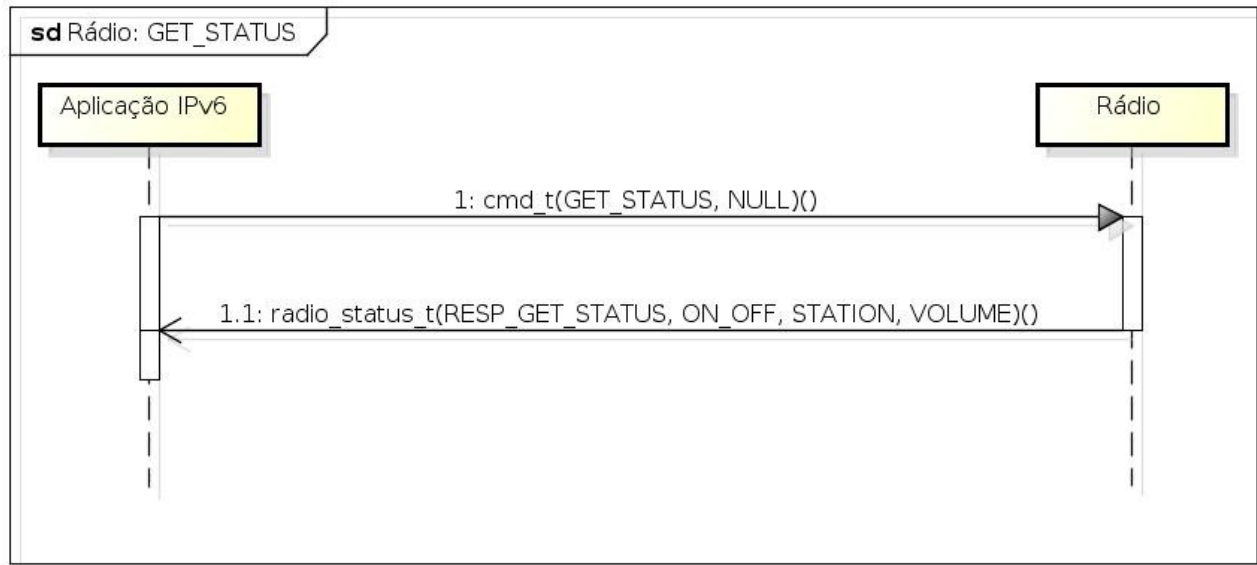 sd Rádio: GET_STATUS
Aplicação IPv6
Rádio
1: cmd_t(GET_STATUS, NULL)()
1.1: radio_status_t(RESP_GET_STATUS, ON_OFF, STATION, VOLUME)()